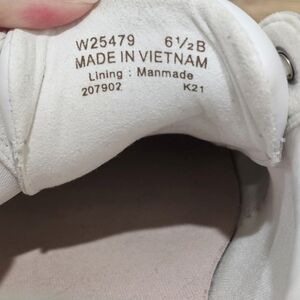 W25479 6½B
MADE IN VIETNAM
Lining : Manmade
207902 K21